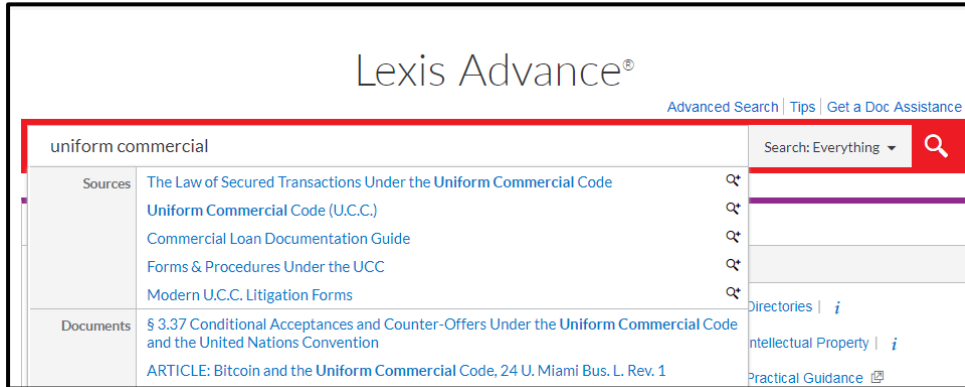 Lexis Advance®
Advanced Search | Tips | Get a Doc Assistance
uniform commercial
Search: Everything
Sources
The Law of Secured Transactions Under the Uniform Commercial Code
Uniform Commercial Code (U.C.C.)
Commercial Loan Documentation Guide
Forms & Procedures Under the UCC
Modern U.C.C. Litigation Forms
Documents
§ 3.37 Conditional Acceptances and Counter-Offers Under the Uniform Commercial Code
and the United Nations Convention
ARTICLE: Bitcoin and the Uniform Commercial Code, 24 U. Miami Bus. L. Rev. 1
Directories | i
ntellectual Property | i
Practical Guidance